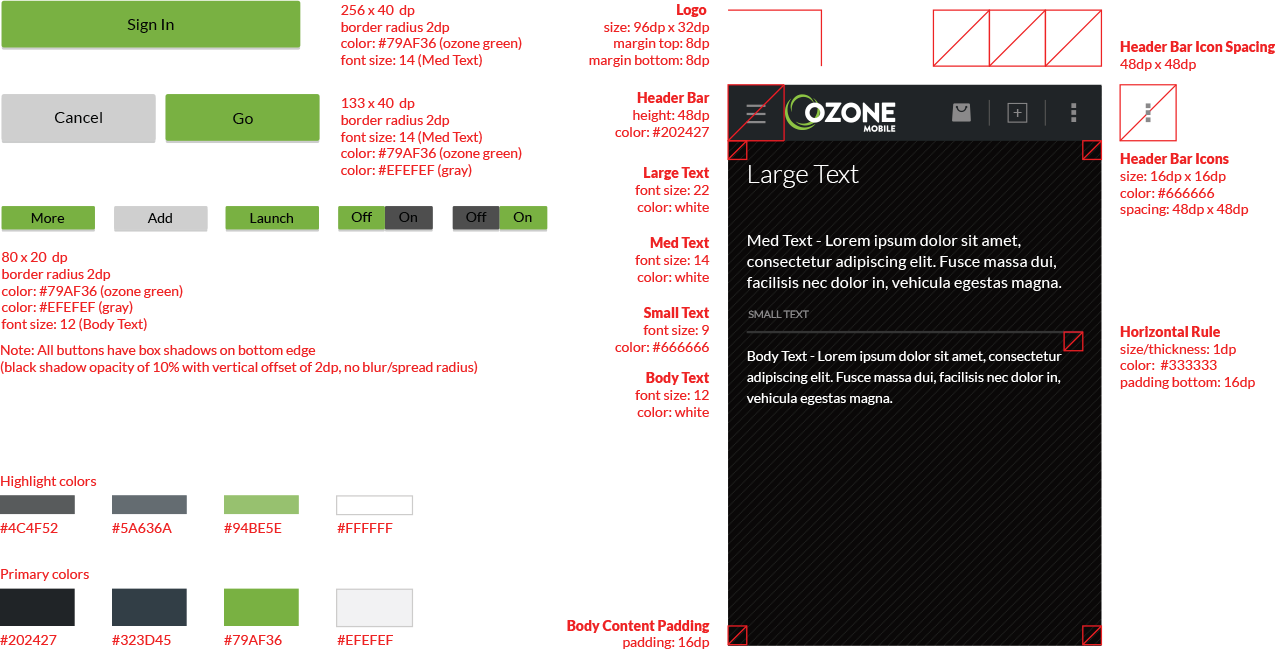 Sign In
256 x 40 dp
border radius 2dp
color: #79AF36 (ozone green)
font size: 14 (Med Text)
Cancel
Go
133 x 40 dp
border radius 2dp
font size: 14 (Med Text)
color: #79AF36 (ozone green)
color: #EFEFEF (gray)
More
Add
Launch
Off On
Off On
80 x 20 dp
border radius 2dp
color: #79AF36 (ozone green)
color: #EFEFEF (gray)
font size: 12 (Body Text)
Note: All buttons have box shadows on bottom edge
(black shadow opacity of 10% with vertical offset of 2dp, no blur/spread radius)
Highlight colors
#4C4F52
#5A636A
#94BE5E
#FFFFFF
Primary colors
#202427
#323D45
#79AF36
#EFEFEF
Logo
size: 96dp x 32dp
margin top: 8dp
margin bottom: 8dp
Header Bar
height: 48dp
color: #202427
Large Text
font size: 22
color: white
Med Text
font size: 14
color: white
Small Text
font size: 9
color: #666666
Body Text
font size: 12
color: white
Body Content Padding
padding: 16dp
OZONE
MOBILE
Large Text
Med Text - Lorem ipsum dolor sit amet,
consectetur adipiscing elit. Fusce massa dui,
facilisis nec dolor in, vehicula egestas magna.
SMALL TEXT
Body Text - Lorem ipsum dolor sit amet, consectetur
adipiscing elit. Fusce massa dui, facilisis nec dolor in,
vehicula egestas magna.
Header Bar Icon Spacing
48dp x 48dp
Header Bar Icons
size: 16dp x 16dp
color: #666666
spacing: 48dp x 48dp
Horizontal Rule
size/thickness: 1dp
color: #333333
padding bottom: 16dp